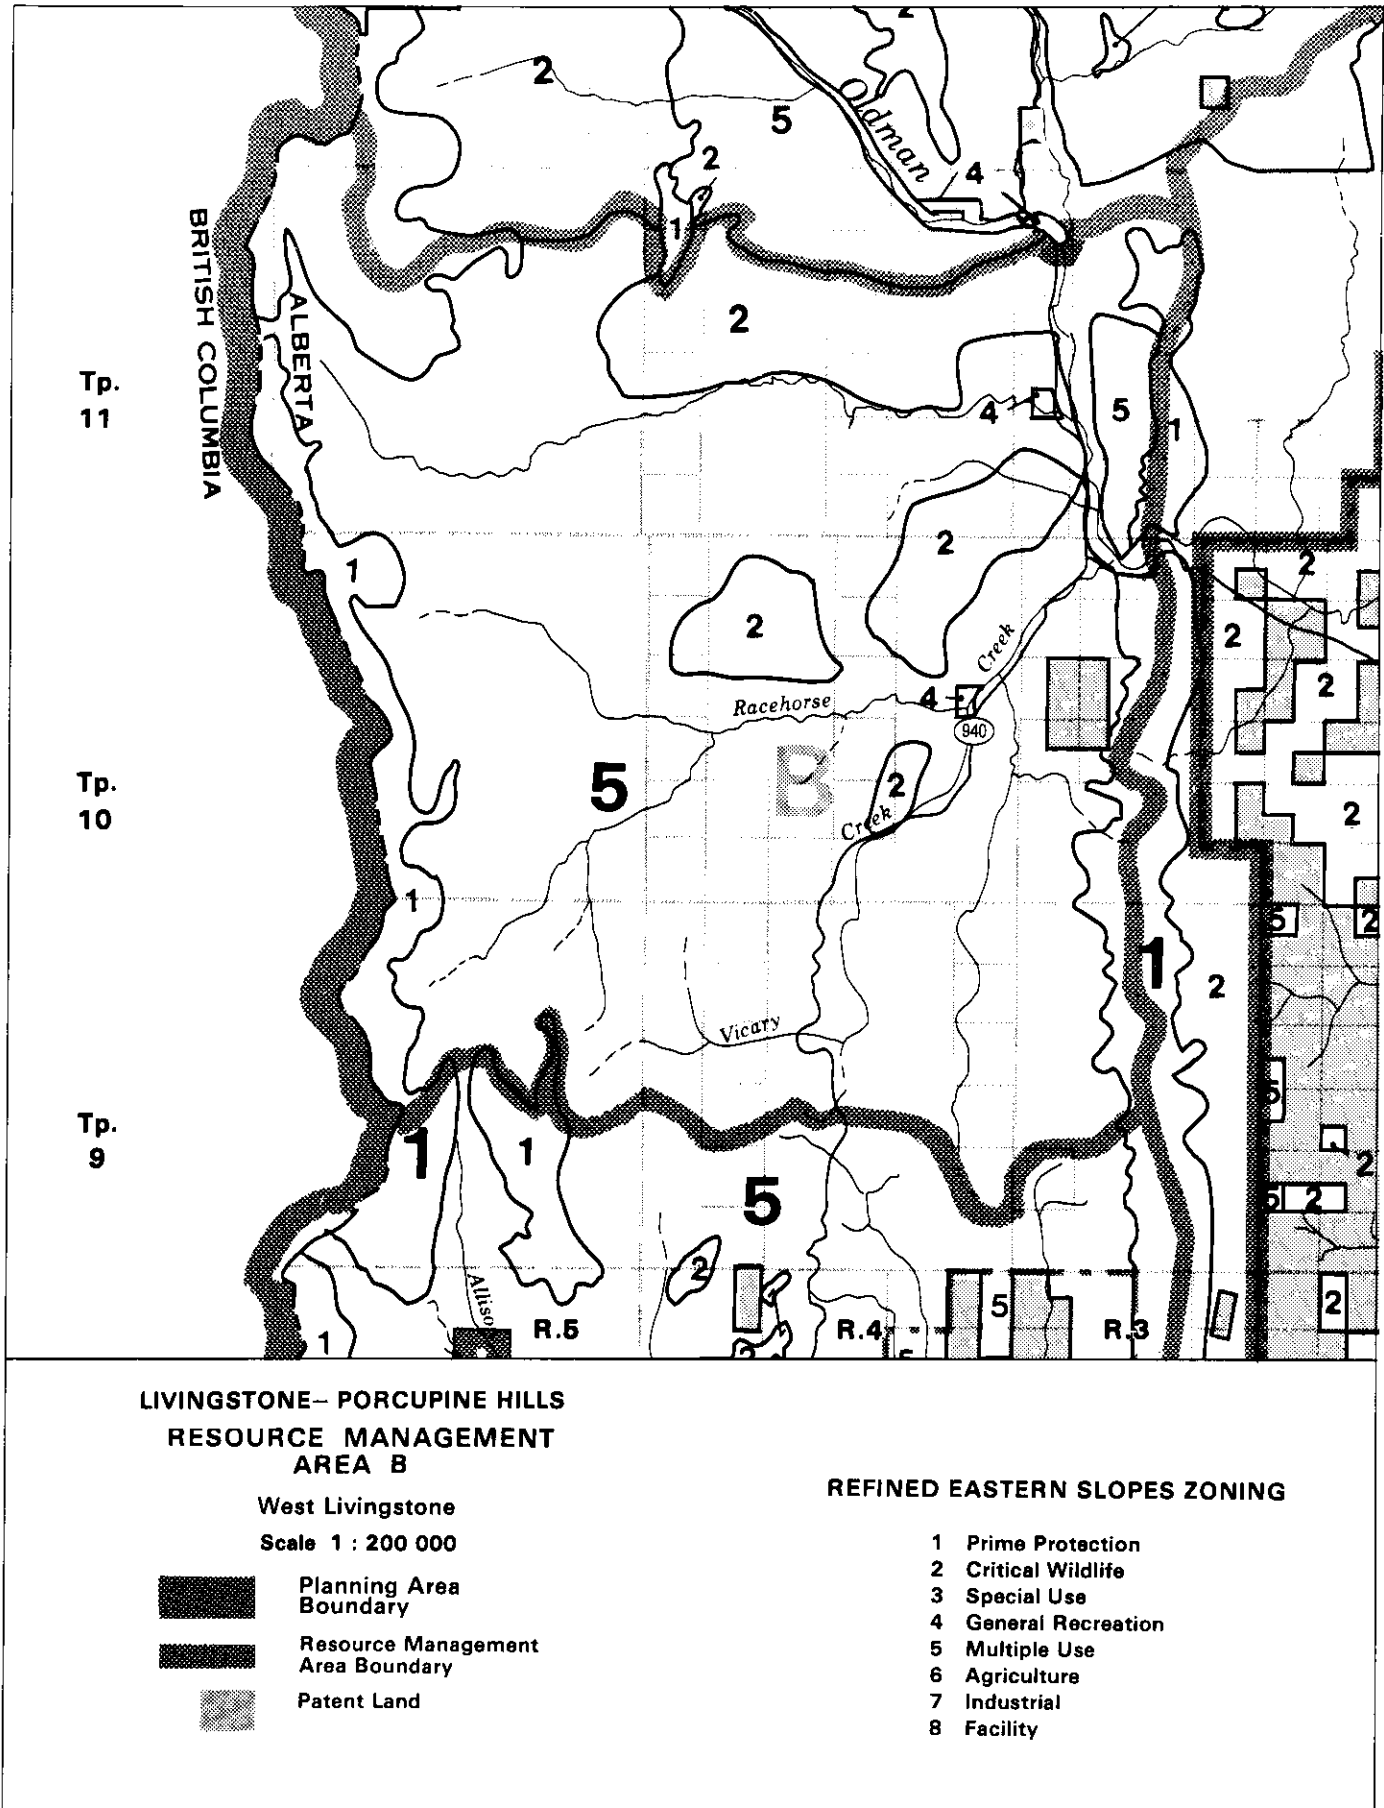 2
2
5
Oldman
2
4
1
BRITISH COLUMBIA
ALBERTA
2
Tp.
11
4
5
1
2
1
2
2
2
2
Creek
4
Racehorse
940
2
5
B
2
Tp.
10
Creek
2
1
5
2
1
2
Vicary
5
Tp.
9
1
1
2
5
5
2
2
Allison
5
2
1
R.5
R.4
R.3
2
LIVINGSTONE– PORCUPINE HILLS
RESOURCE MANAGEMENT
AREA B
West Livingstone
Scale 1 : 200 000
Planning Area
Boundary
Resource Management
Area Boundary
Patent Land
REFINED EASTERN SLOPES ZONING
1 Prime Protection
2 Critical Wildlife
3 Special Use
4 General Recreation
5 Multiple Use
6 Agriculture
7 Industrial
8 Facility